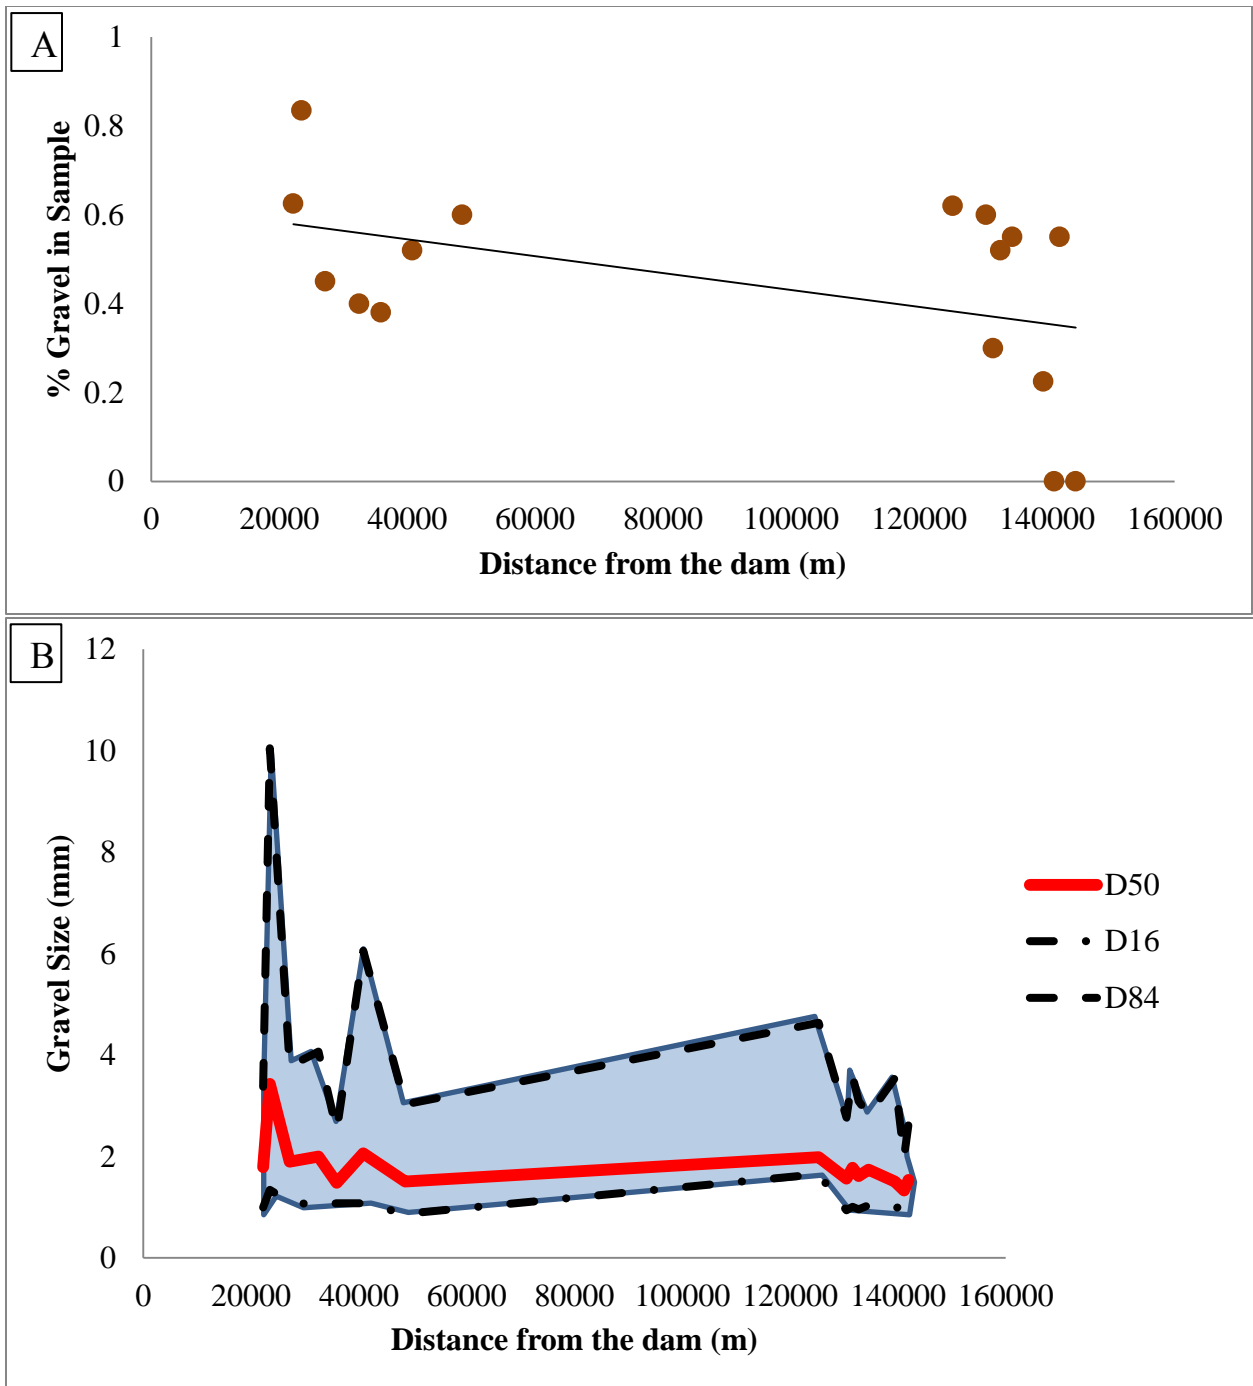 A
1
0.8
0.6
0.4
0.2
0
% Gravel in Sample
0 20000 40000 60000 80000 100000 120000 140000 160000
Distance from the dam (m)
B
12
10
8
6
4
2
0
Gravel Size (mm)
D50
D16
D84
0 20000 40000 60000 80000 100000 120000 140000 160000
Distance from the dam (m)